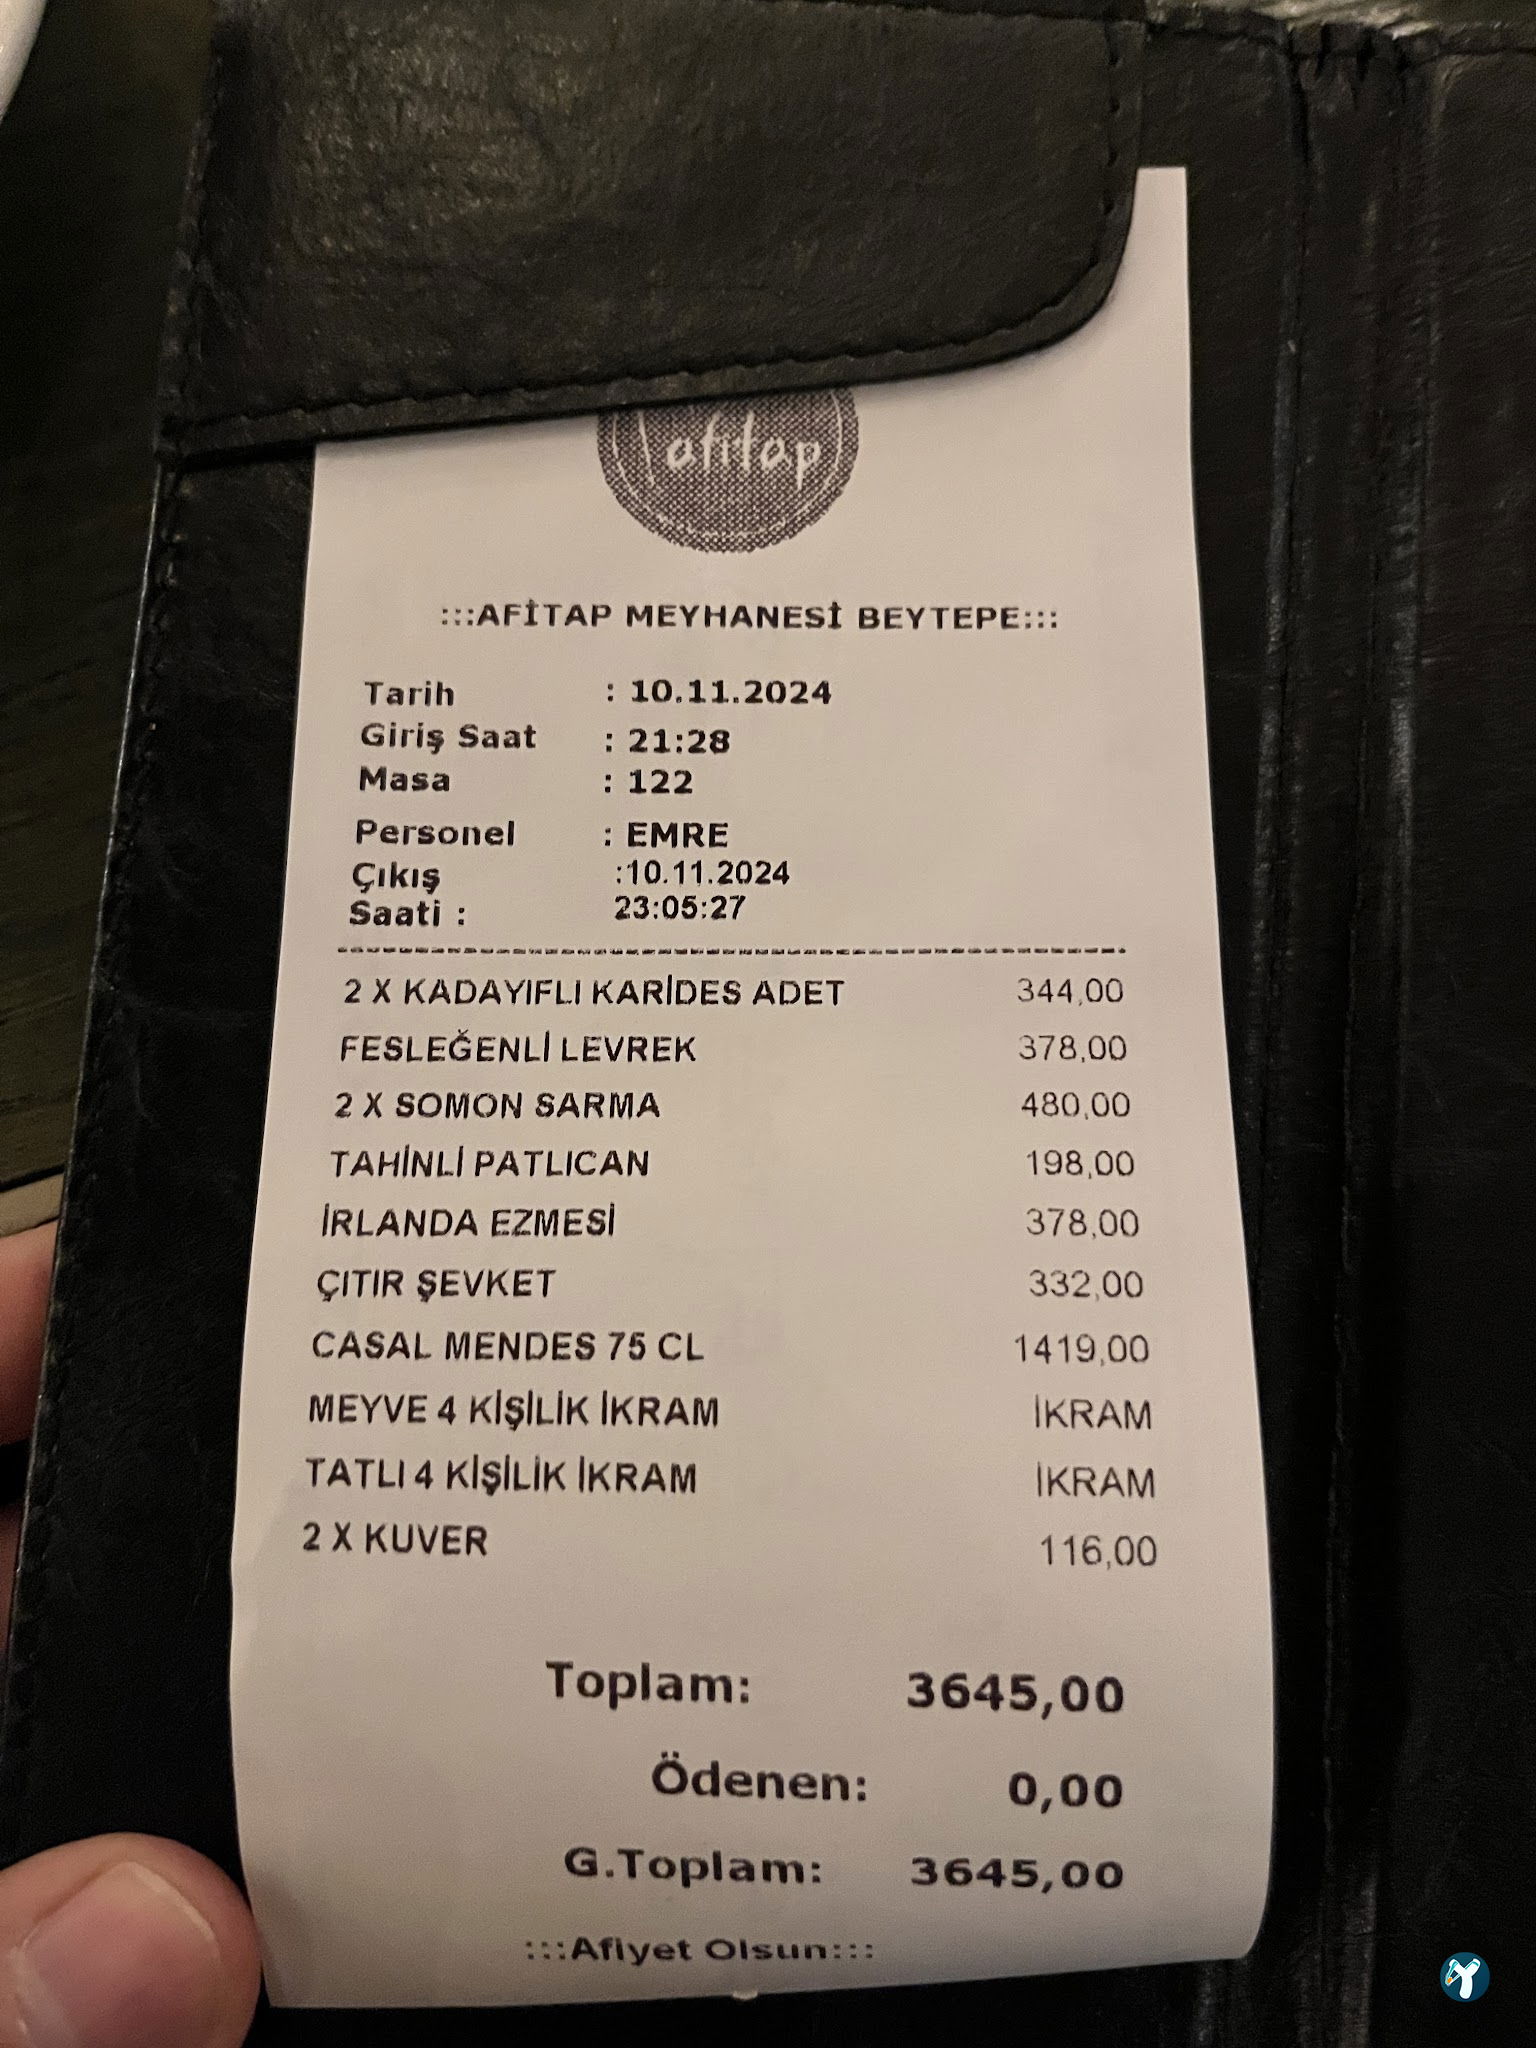 afitap
:::AFİTAP MEYHANESİ BEYTEPE:::
Tarih : 10.11.2024
Giriş Saat : 21:28
Masa : 122
Personel : EMRE
Çıkış :10.11.2024
Saati : 23:05:27
2 X KADAYIFLI KARİDES ADET 344,00
FESLEĞENLİ LEVREK 378,00
2 X SOMON SARMA 480,00
TAHİNLİ PATLICAN 198,00
İRLANDA EZMESİ 378,00
ÇITIR ŞEVKET 332,00
CASAL MENDES 75 CL 1419,00
MEYVE 4 KİŞİLİK İKRAM İKRAM
TATLI 4 KİŞİLİK İKRAM İKRAM
2 X KUVER 116,00
Toplam: 3645,00
Ödenen: 0,00
G.Toplam: 3645,00
:::Afiyet Olsun:::